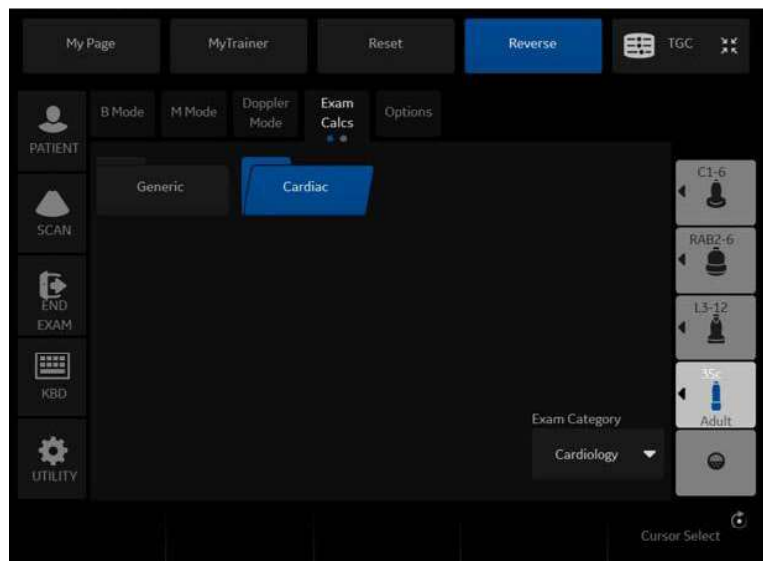 My Page
MyTrainer
Reset
Reverse
TGC
PATIENT
SCAN
END
EXAM
KBD
UTILITY
B Mode
M Mode
Doppler
Mode
Exam
Calcs
Options
Generic
Cardiac
Exam Category
Cardiology
C1-6
RAB2-6
L3-12
3Sc
Adult
Cursor Select